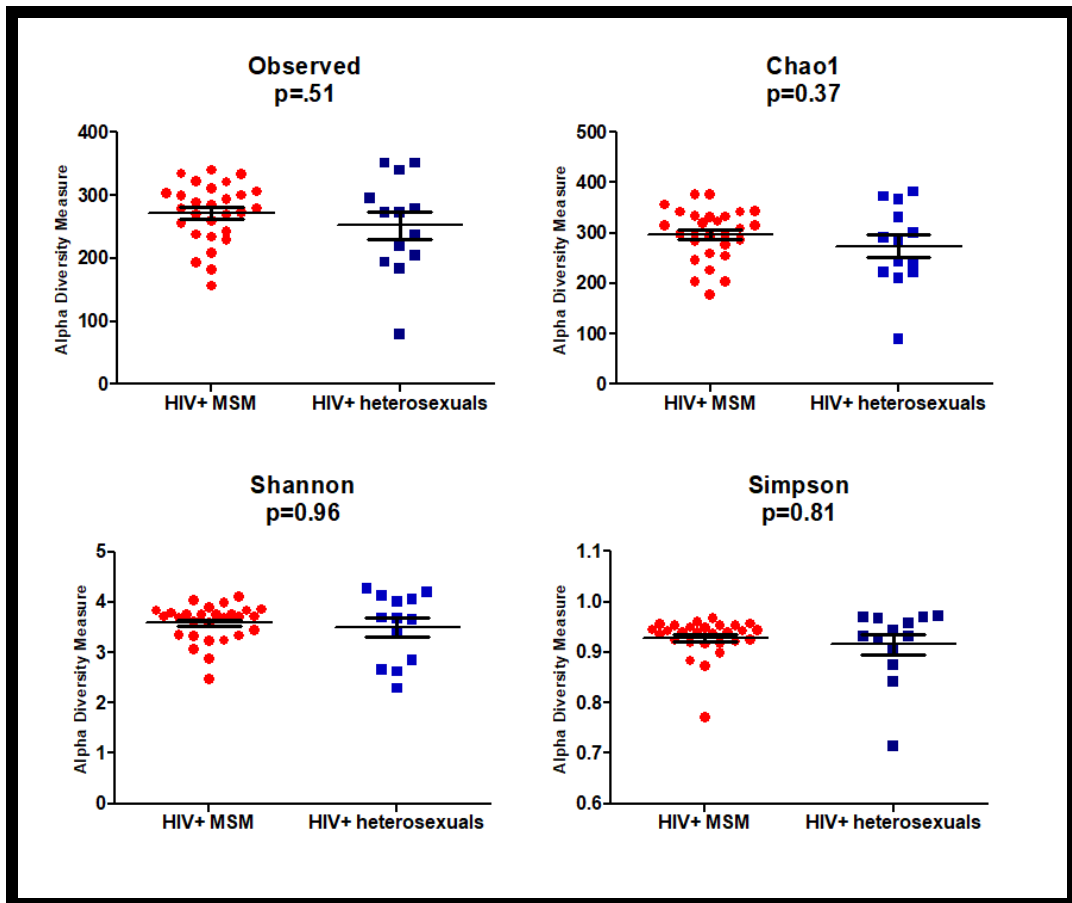 Observed
p=.51
Alpha Diversity Measure
400
300
200
100
0
HIV+ MSM
HIV+ heterosexuals
Chao1
p=0.37
Alpha Diversity Measure
500
400
300
200
100
0
HIV+ MSM
HIV+ heterosexuals
Shannon
p=0.96
Alpha Diversity Measure
5
4
3
2
1
0
HIV+ MSM
HIV+ heterosexuals
Simpson
p=0.81
Alpha Diversity Measure
1.1
1.0
0.9
0.8
0.7
0.6
HIV+ MSM
HIV+ heterosexuals